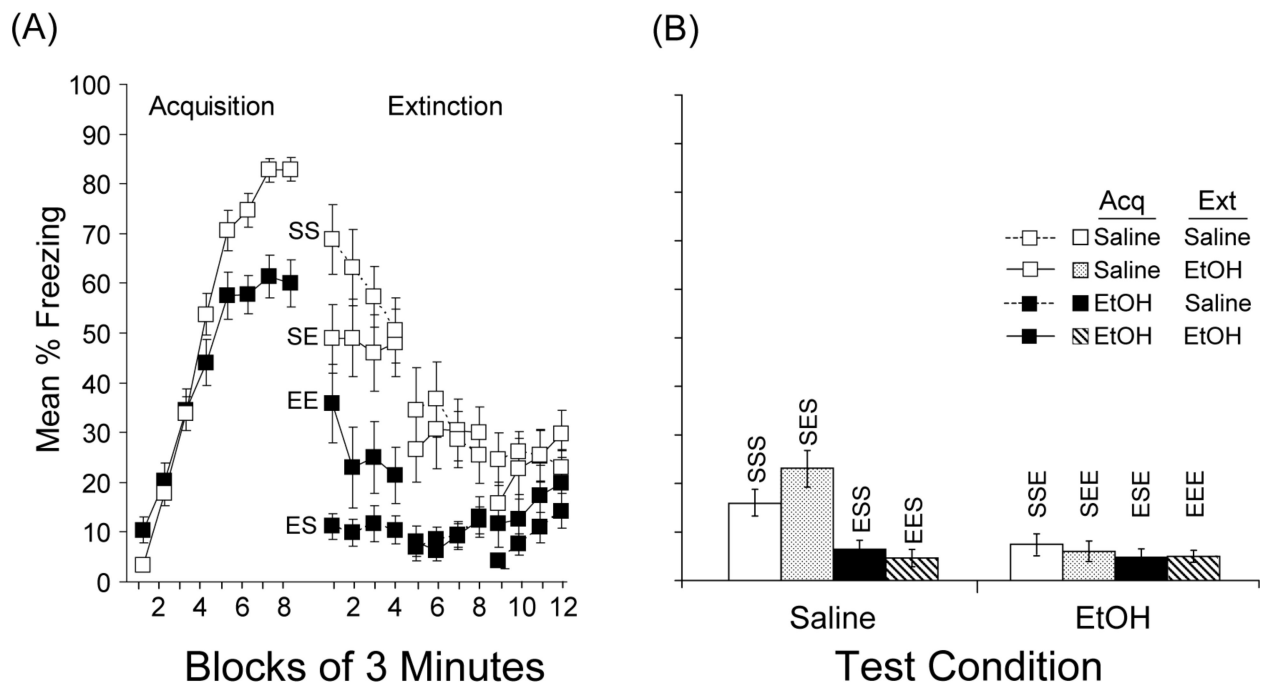 (A)
(B)
Acquisition
Extinction
Mean % Freezing
100
90
80
70
60
50
40
30
20
10
0
SS
SE
EE
ES
2 4 6 8 2 4 6 8 10 12
Blocks of 3 Minutes
Acq Ext
Saline Saline
Saline EtOH
EtOH Saline
EtOH EtOH
SSS
SES
ESS
EES
SSE
SEE
ESE
EEE
Saline EtOH
Test Condition